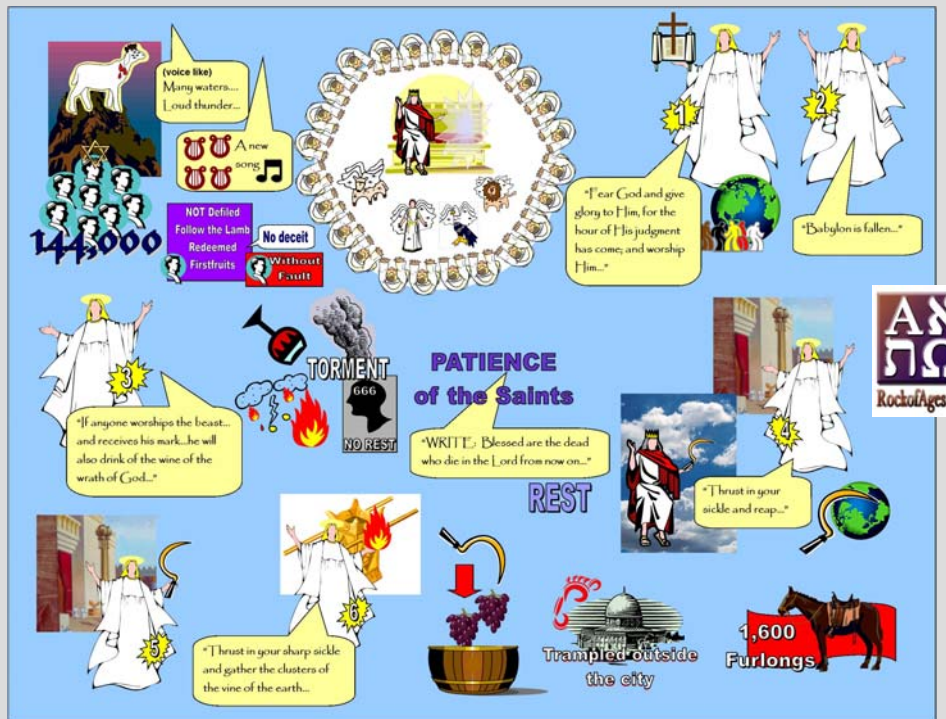 (voice like)
Many waters....
Loud thunder...
A new
song
144,000
NOT Defiled
Follow the Lamb
Redeemed
Firstfruits
No deceit
Without
Fault
1
"Fear God and give
glory to Him, for the
hour of His judgment
has come; and worship
Him..."
2
"Babylon is fallen..."
3
"If anyone worships the beast...
and receives his mark...he will
also drink of the wine of the
wrath of God..."
TORMENT
666
NO REST
PATIENCE
of the Saints
"WRITE: Blessed are the dead
who die in the Lord from now on..."
REST
4
"Thrust in your
sickle and reap..."
Αא
תΩ
RockofAges
5
6
"Thrust in your sharp sickle
and gather the clusters of
the vine of the earth...
Trampled outside
the city
1,600
Furlongs